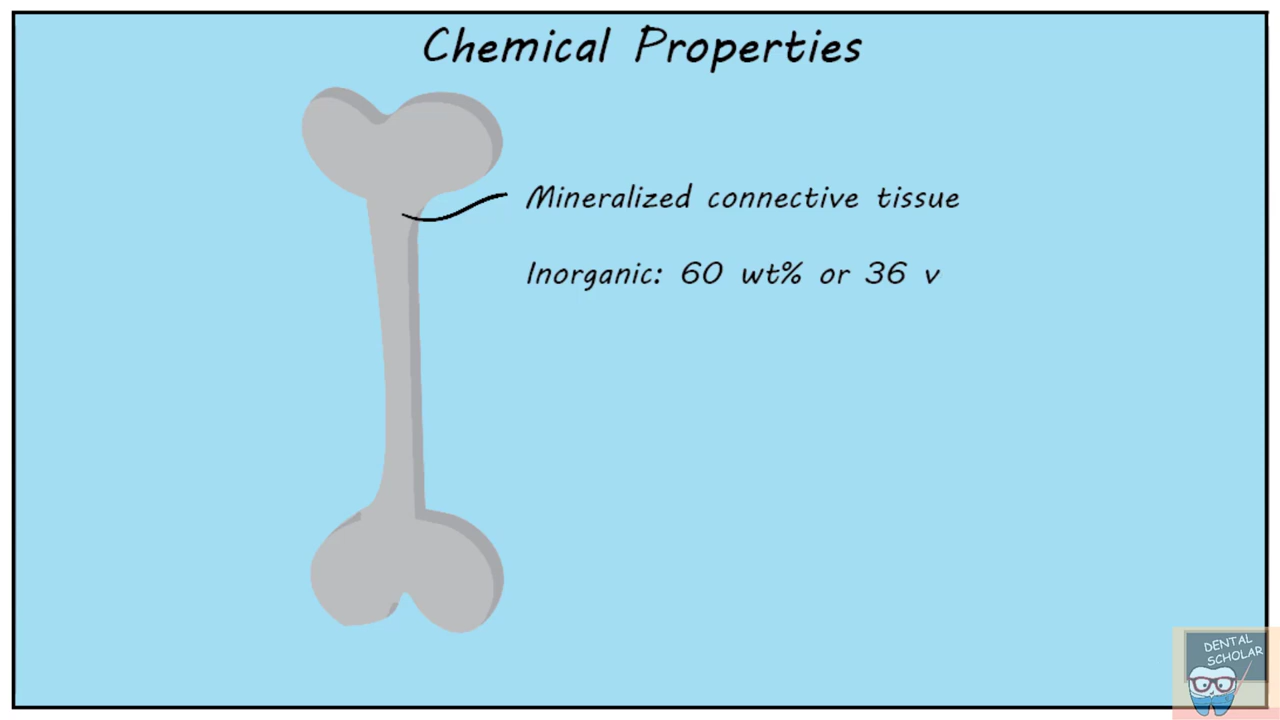 Chemical Properties
Mineralized connective tissue
Inorganic: 60 wt% or 36 v
DENTAL
SCHOLAR